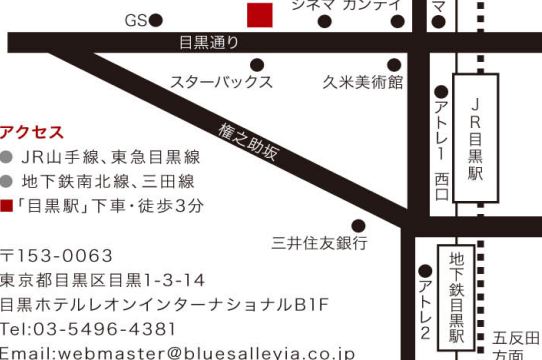 シネマ カンテイ
マ
GS
目黒通り
スターバックス
久米美術館
権之助坂
アトレ1 西口
JR目黒駅
アクセス
JR山手線、東急目黒線
地下鉄南北線、三田線
「目黒駅」下車・徒歩3分
三井住友銀行
〒153-0063
東京都目黒区目黒1-3-14
目黒ホテルレオンインターナショナルB1F
Tel:03-5496-4381
Email:webmaster@bluesalleyia.co.jp
アトレ2
地下鉄目黒駅
五反田
方面